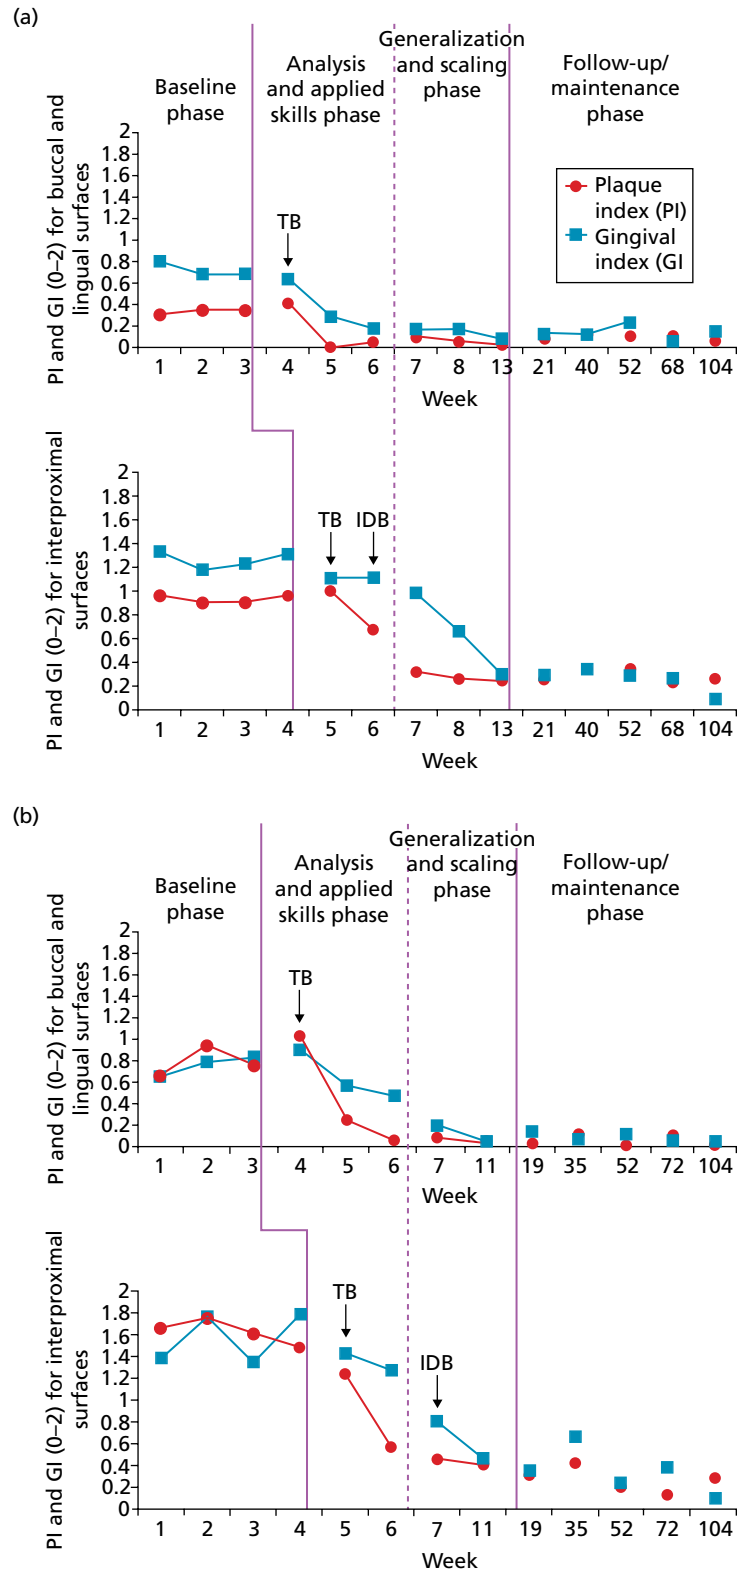 (a)
Baseline
phase
Analysis
and applied
skills phase
Generalization
and scaling
phase
Follow-up/
maintenance
phase
PI and GI (0–2) for buccal and
lingual surfaces
2
1.8
1.6
1.4
1.2
1
0.8
0.6
0.4
0.2
0
TB
Plaque
index (PI)
Gingival
index (GI
1 2 3 4 5 6 7 8 13 21 40 52 68 104
Week
PI and GI (0–2) for interproximal
surfaces
2
1.8
1.6
1.4
1.2
1
0.8
0.6
0.4
0.2
0
TB IDB
1 2 3 4 5 6 7 8 13 21 40 52 68 104
Week
(b)
Baseline
phase
Analysis
and applied
skills phase
Generalization
and scaling
phase
Follow-up/
maintenance
phase
PI and GI (0–2) for buccal and
lingual surfaces
2
1.8
1.6
1.4
1.2
1
0.8
0.6
0.4
0.2
0
TB
1 2 3 4 5 6 7 11 19 35 52 72 104
Week
PI and GI (0–2) for interproximal
surfaces
2
1.8
1.6
1.4
1.2
1
0.8
0.6
0.4
0.2
0
TB
IDB
1 2 3 4 5 6 7 11 19 35 52 72 104
Week